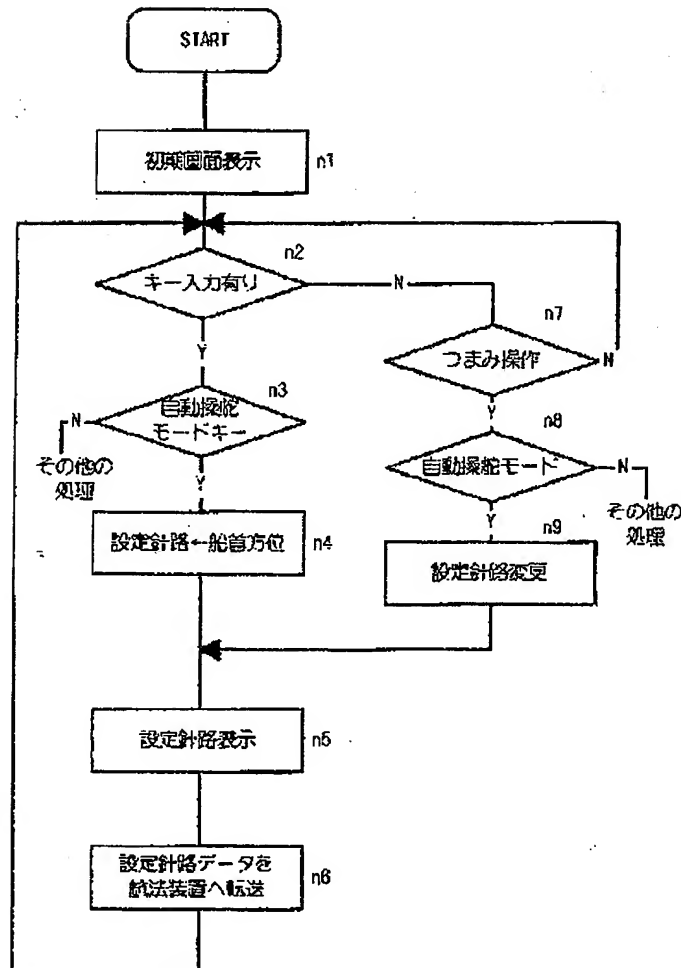 START
初期画面表示
n1
n2
キー入力有り
N
n7
Y
つまみ操作
N
n3
自動操舵
モードキー
N
Y
n8
その他の
処理
自動操舵モード
N
Y
Y
その他の
処理
n9
設定針路←船首方位
n4
設定針路変更
設定針路表示
n5
設定針路データを
装置へ転送
n6